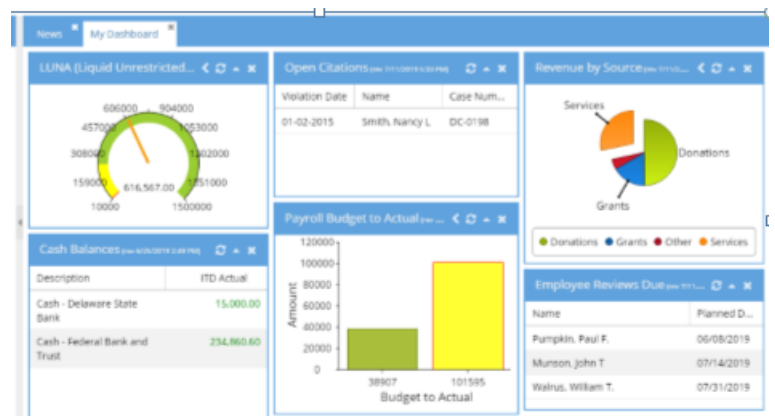 News
My Dashboard
LUNA (Liquid Unrestricted...
606000 904000
457000 1053000
308000 1202000
159000 1351000
616,567.00
10000 1500000
Cash Balances
Description ITD Actual
Cash - Delaware State Bank 15,000.00
Cash - Federal Bank and Trust 234,860.60
Open Citations
Violation Date Name Case Num...
01-02-2015 Smith, Nancy L DC-0198
Payroll Budget to Actual
120000
100000
80000
60000
40000
20000
0
Amount
38907 101595
Budget to Actual
Revenue by Source
Services
Donations
Grants
Donations Grants Other Services
Employee Reviews Due
Name Planned D...
Pumpkin, Paul F. 06/08/2019
Munson, John T 07/14/2019
Walrus, William T. 07/31/2019